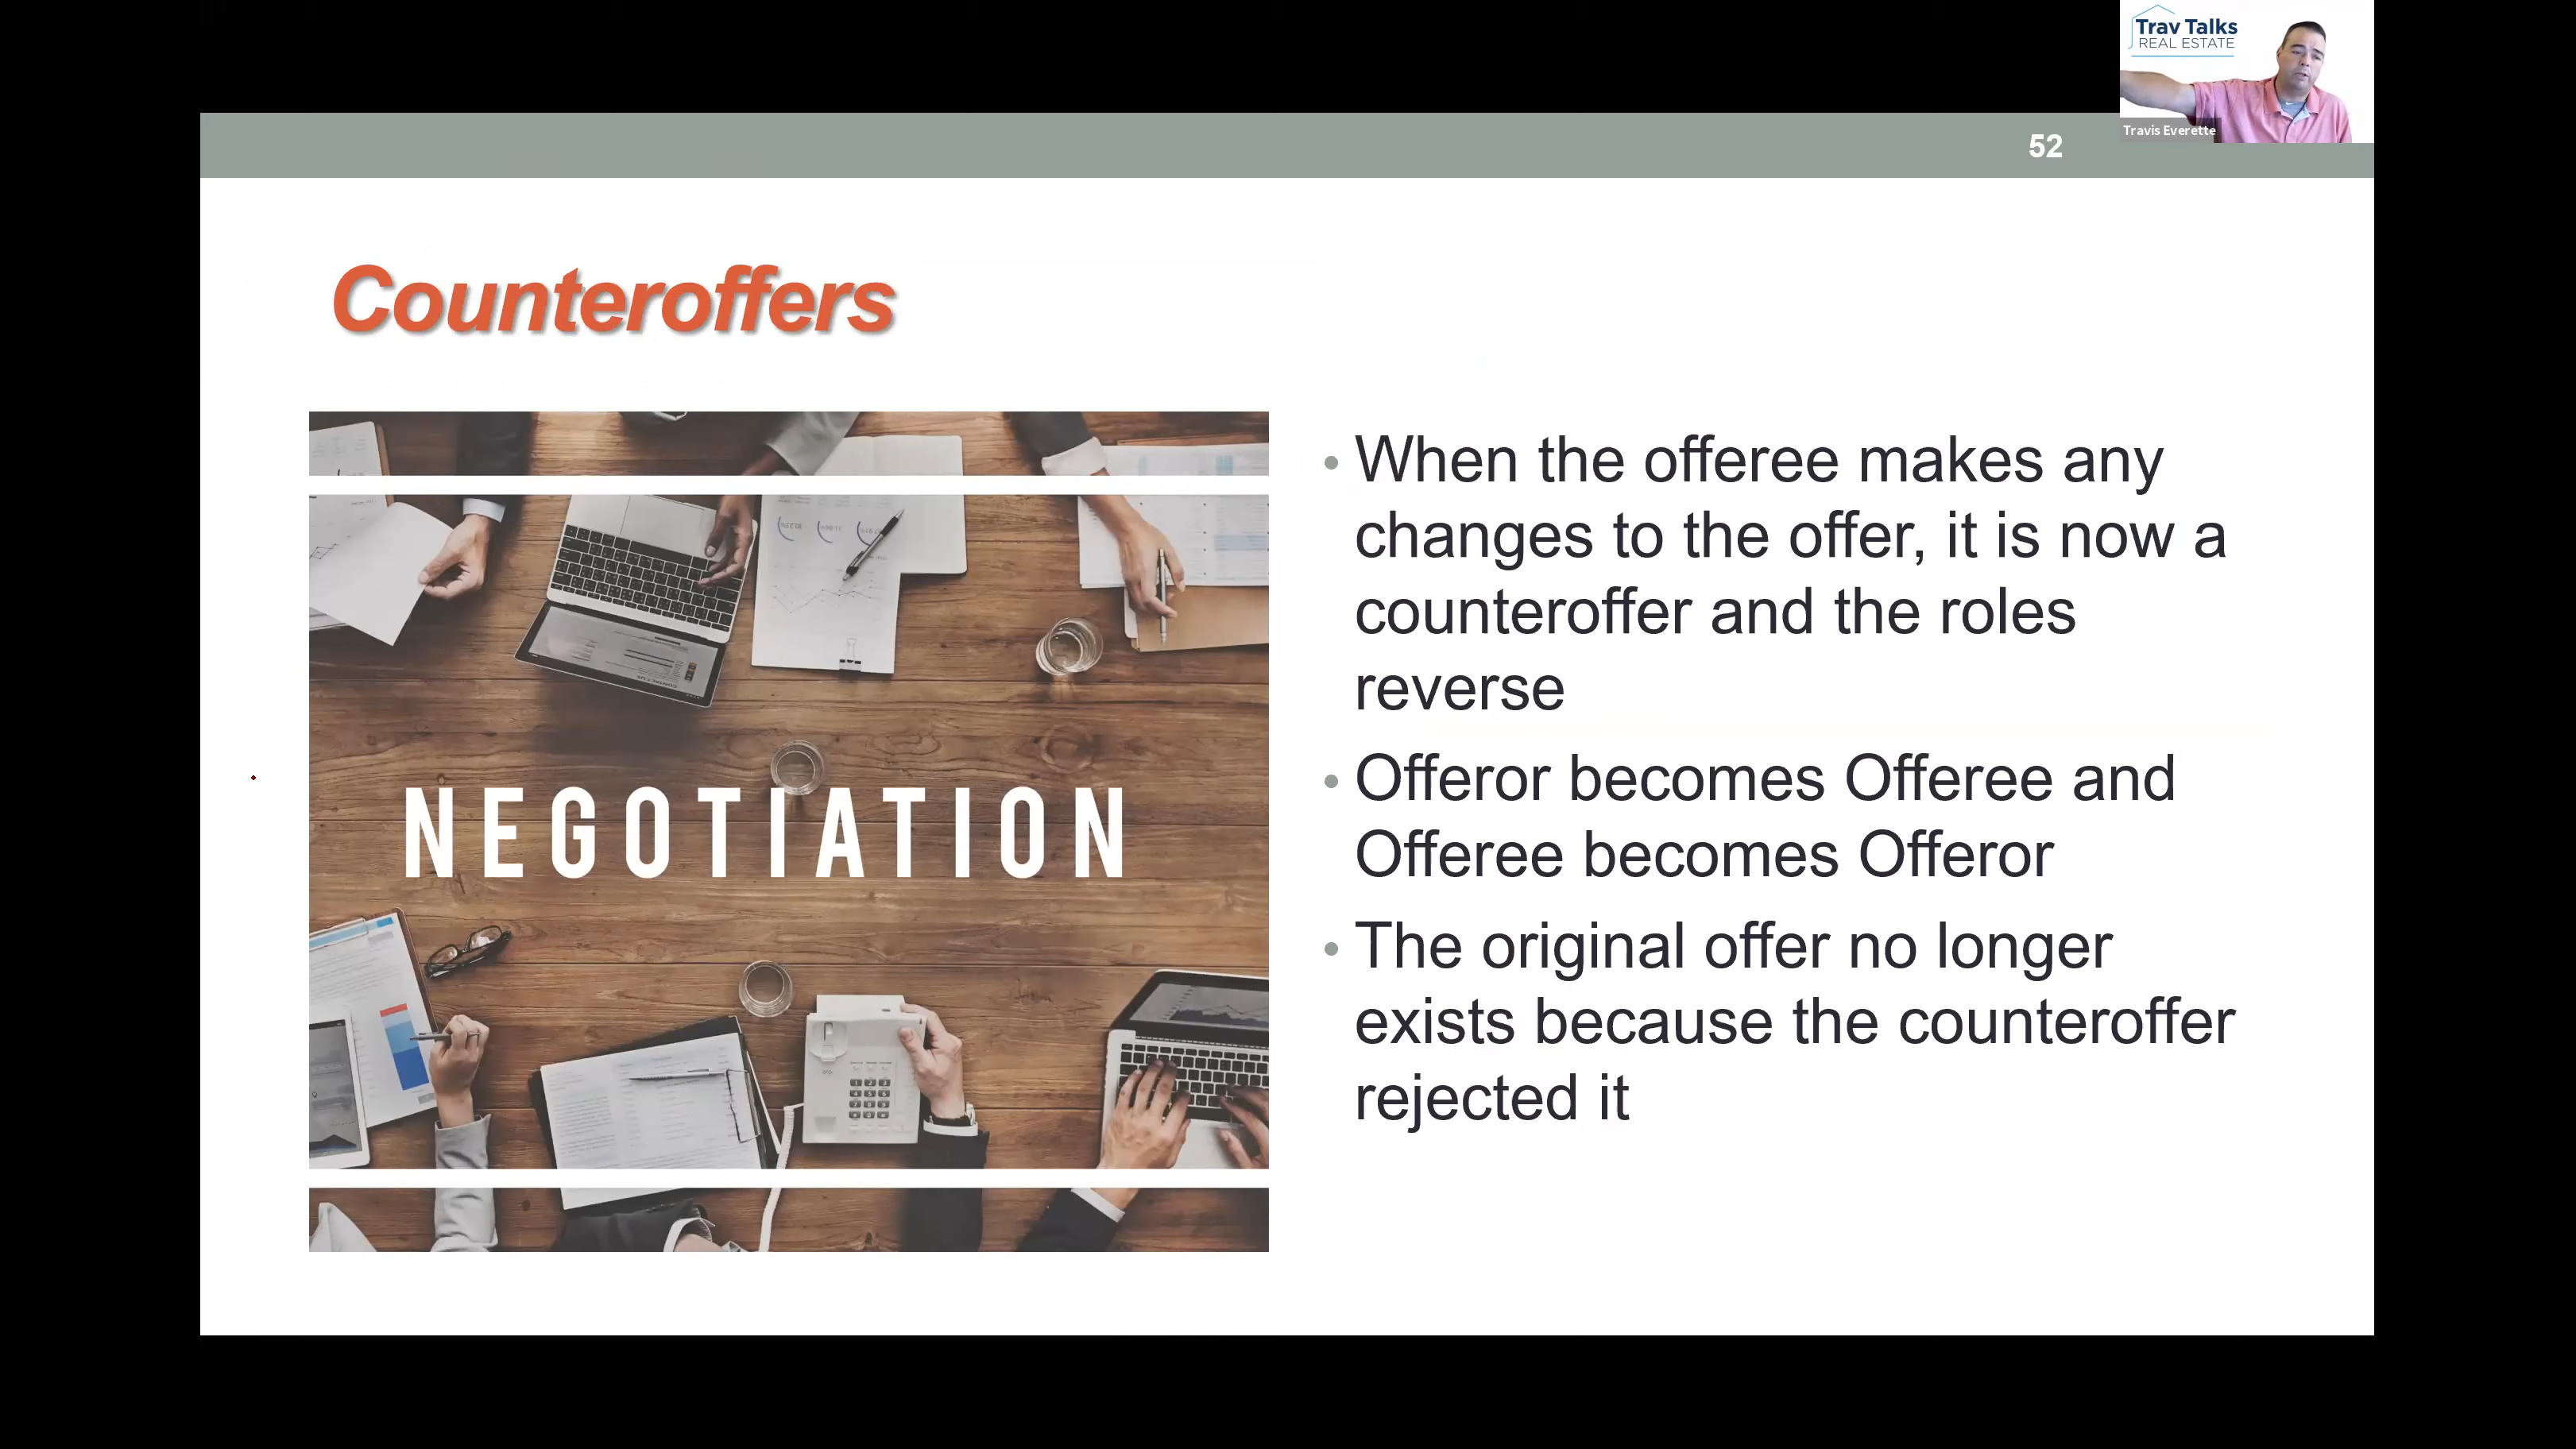 Trav Talks
REAL ESTATE
Travis Everette
52
Counteroffers
NEGOTIATION
• When the offeree makes any
changes to the offer, it is now a
counteroffer and the roles
reverse
• Offeror becomes Offeree and
Offeree becomes Offeror
• The original offer no longer
exists because the counteroffer
rejected it